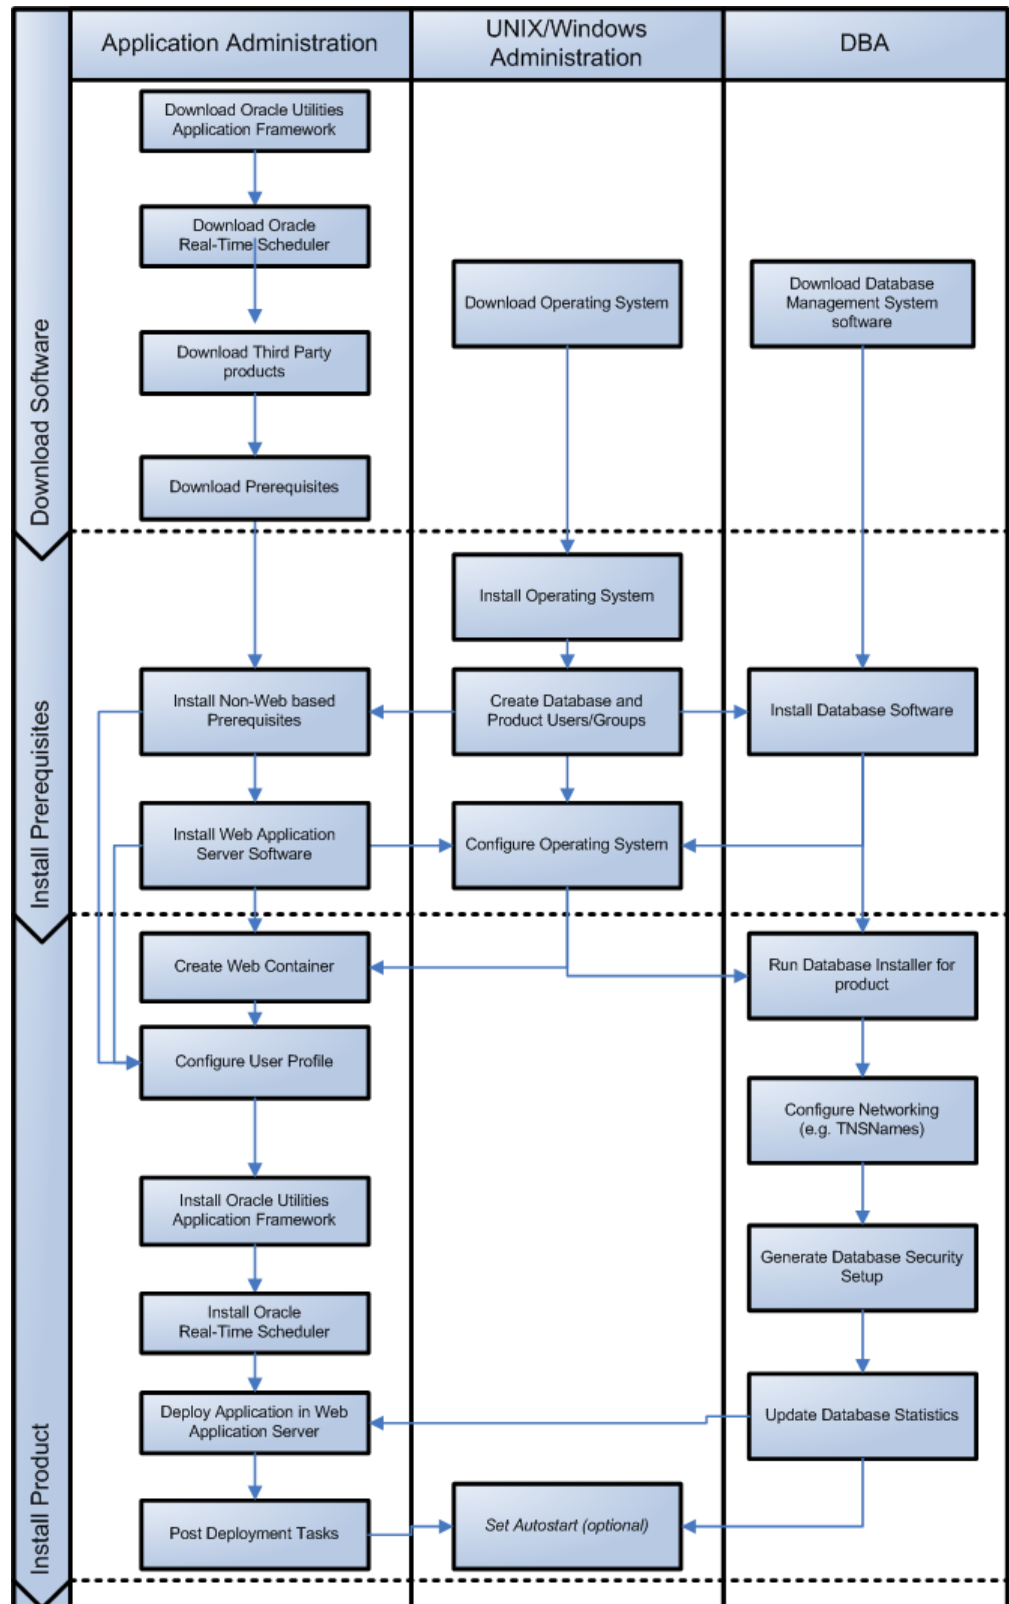 Application Administration
UNIX/Windows
Administration
DBA
Download Software
Download Oracle Utilities
Application Framework
Download Oracle
Real-Time Scheduler
Download Operating System
Download Database
Management System
software
Download Third Party
products
Download Prerequisites
Install Prerequisites
Install Operating System
Install Non-Web based
Prerequisites
Create Database and
Product Users/Groups
Install Database Software
Install Web Application
Server Software
Configure Operating System
Install Product
Create Web Container
Run Database Installer for
product
Configure User Profile
Configure Networking
(e.g. TNSNames)
Install Oracle Utilities
Application Framework
Generate Database Security
Setup
Install Oracle
Real-Time Scheduler
Deploy Application in Web
Application Server
Update Database Statistics
Post Deployment Tasks
Set Autostart (optional)